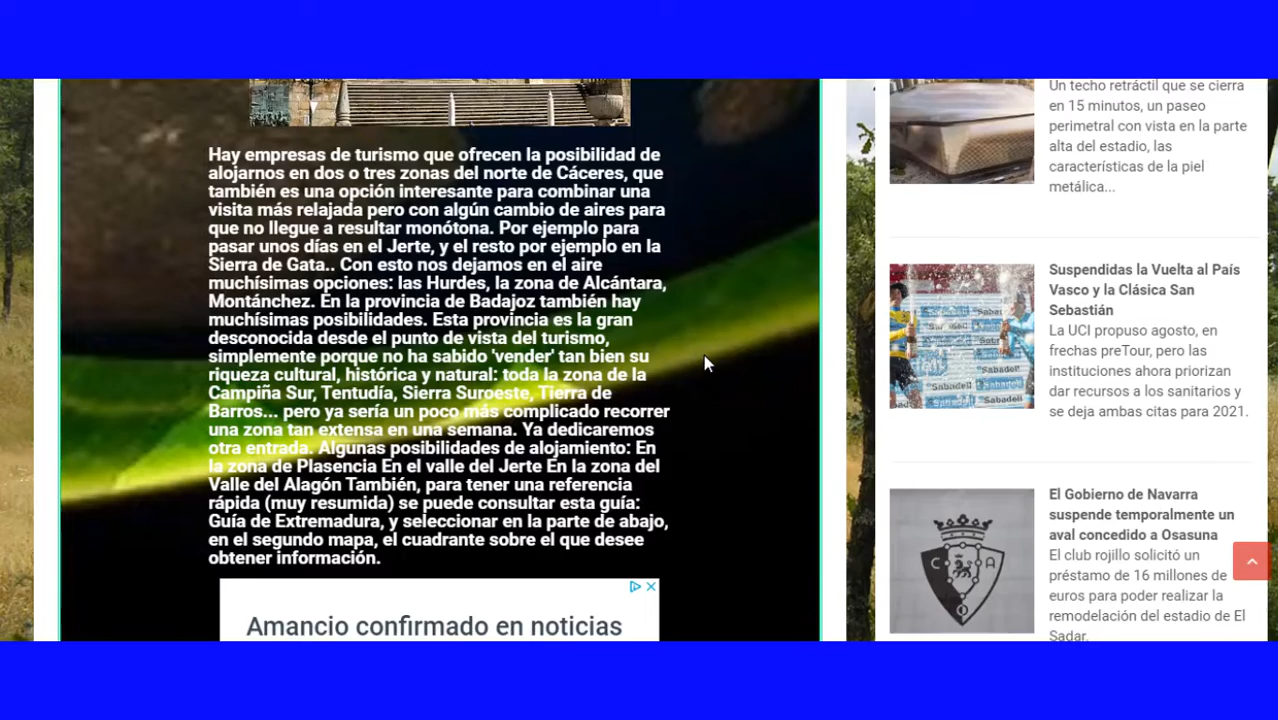 Hay empresas de turismo que ofrecen la posibilidad de
alojarnos en dos o tres zonas del norte de Cáceres, que
también es una opción interesante para combinar una
visita más relajada pero con algún cambio de aires para
que no llegue a resultar monótona. Por ejemplo para
pasar unos días en el Jerte, y el resto por ejemplo en la
Sierra de Gata.. Con esto nos dejamos en el aire
muchísimas opciones: las Hurdes, la zona de Alcántara,
Montánchez. En la provincia de Badajoz también hay
muchísimas posibilidades. Esta provincia es la gran
desconocida desde el punto de vista del turismo,
simplemente porque no ha sabido 'vender' tan bien su
riqueza cultural, histórica y natural: toda la zona de la
Campiña Sur, Tentudía, Sierra Suroeste, Tierra de
Barros... pero ya sería un poco más complicado recorrer
una zona tan extensa en una semana. Ya dedicaremos
otra entrada. Algunas posibilidades de alojamiento: En
la zona de Plasencia En el valle del Jerte En la zona del
Valle del Alagón También, para tener una referencia
rápida (muy resumida) se puede consultar esta guía:
Guía de Extremadura, y seleccionar en la parte de abajo,
en el segundo mapa, el cuadrante sobre el que desee
obtener información.
Amancio confirmado en noticias
Un techo retráctil que se cierra
en 15 minutos, un paseo
perimetral con vista en la parte
alta del estadio, las
características de la piel
metálica...
Suspendidas la Vuelta al País
Vasco y la Clásica San
Sebastián
La UCI propuso agosto, en
frechas preTour, pero las
instituciones ahora priorizan
dar recursos a los sanitarios y
se deja ambas citas para 2021.
Sabadell
Sabadell
El Gobierno de Navarra
suspende temporalmente un
aval concedido a Osasuna
El club rojillo solicitó un
préstamo de 16 millones de
euros para poder realizar la
remodelación del estadio de El
Sadar.
C A
O